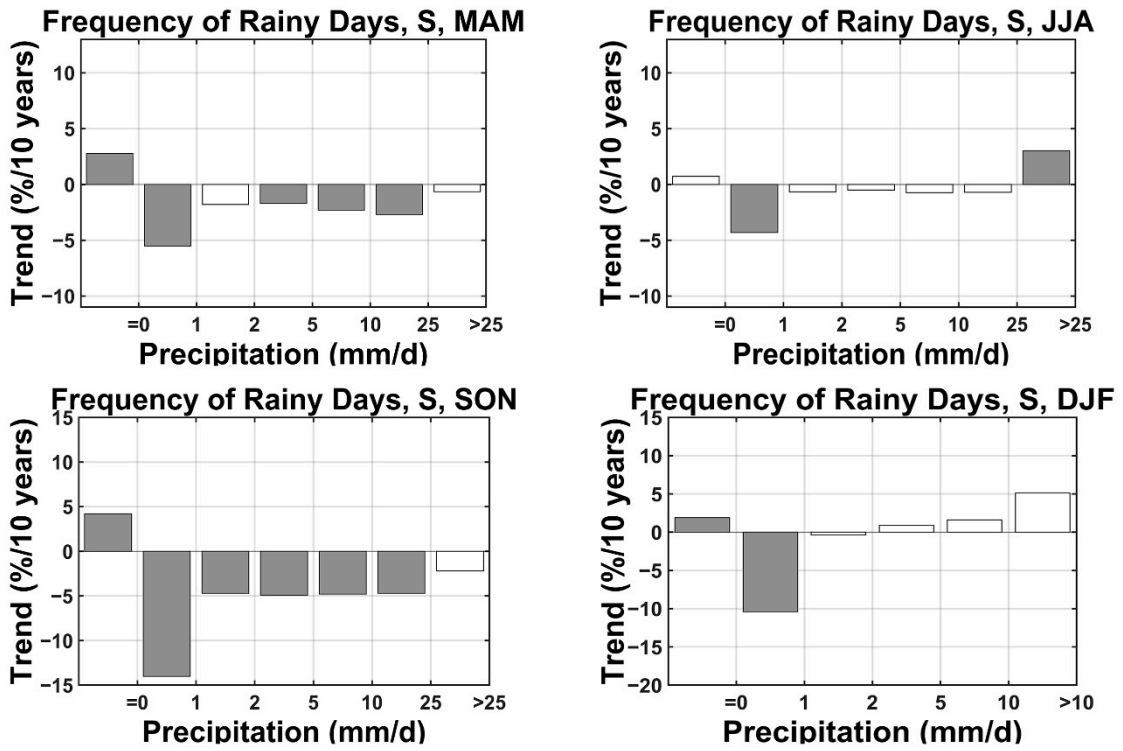 Frequency of Rainy Days, S, MAM
Trend (%/10 years)
10
5
0
−5
−10
=0 1 2 5 10 25 >25
Precipitation (mm/d)
Frequency of Rainy Days, S, JJA
Trend (%/10 years)
10
5
0
−5
−10
=0 1 2 5 10 25 >25
Precipitation (mm/d)
Frequency of Rainy Days, S, SON
Trend (%/10 years)
15
10
5
0
−5
−10
−15
=0 1 2 5 10 25 >25
Precipitation (mm/d)
Frequency of Rainy Days, S, DJF
Trend (%/10 years)
15
10
5
0
−5
−10
−15
−20
=0 1 2 5 10 >10
Precipitation (mm/d)